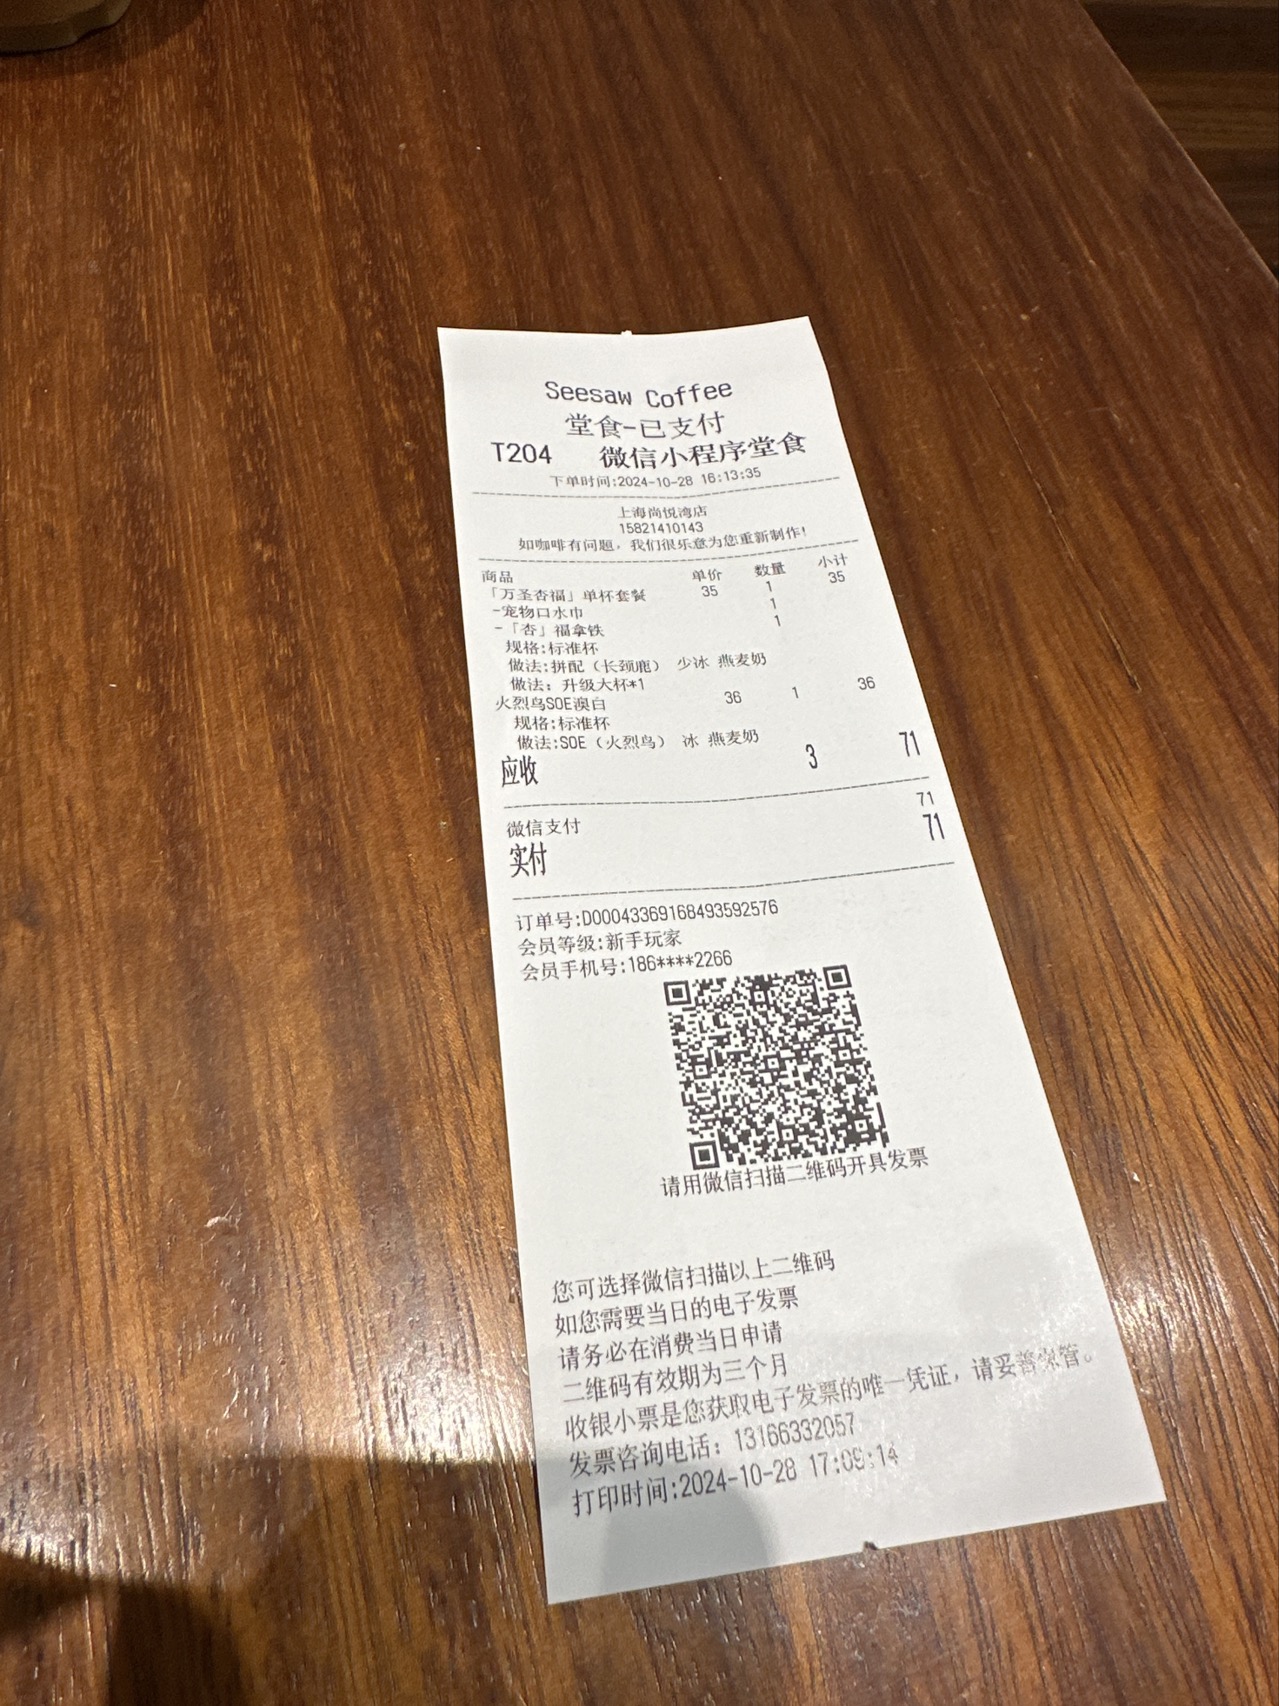 Seesaw Coffee
堂食-已支付
T204 微信小程序堂食
下单时间:2024-10-28 16:13:35
上海尚悦湾店
15821410143
如咖啡有问题，我们很乐意为您重新制作!
商品 单价 数量 小计
「万圣杏福」单杯套餐 35 1 35
-宠物口水巾 1
-「杏」福拿铁 1
规格:标准杯
做法:拼配（长颈鹿） 少冰 燕麦奶
做法: 升级大杯*1
火烈鸟SOE澳白 36 1 36
规格:标准杯
做法:SOE（火烈鸟） 冰 燕麦奶
应收 3 71
微信支付 71
实付 71
订单号:D00043369168493592576
会员等级:新手玩家
会员手机号:186****2266
请用微信扫描二维码开具发票
您可选择微信扫描以上二维码
如您需要当日的电子发票
请务必在消费当日申请
二维码有效期为三个月
收银小票是您获取电子发票的唯一凭证，请妥善保管。
发票咨询电话: 13166332057
打印时间:2024-10-28 17:09:14